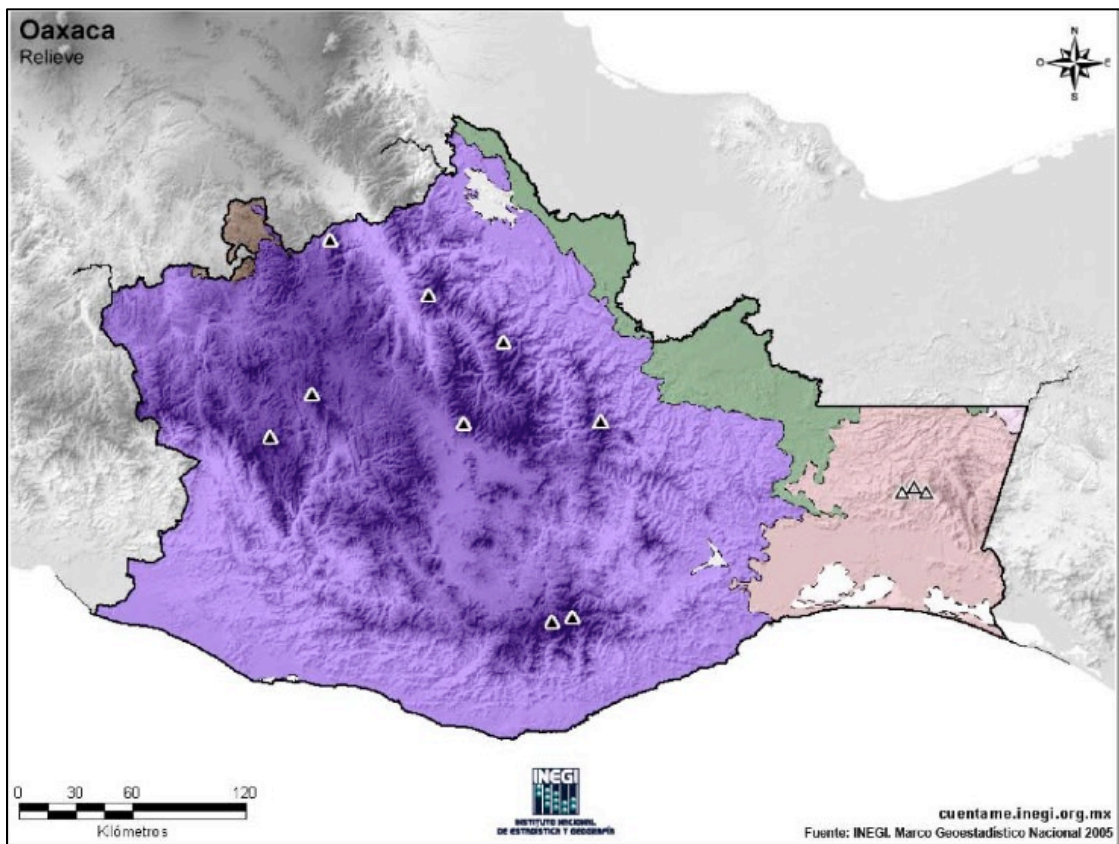 Oaxaca
Relieve
N
O
E
S
0 30 60 120
Kilómetros
INEGI
INSTITUTO NACIONAL
DE ESTADÍSTICA Y GEOGRAFÍA
cuentame.inegi.org.mx
Fuente: INEGI. Marco Geoestadístico Nacional 2005